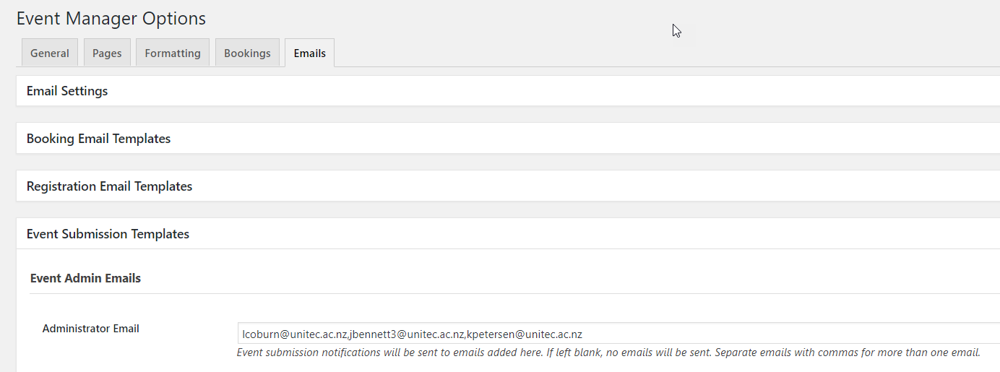 Event Manager Options
General Pages Formatting Bookings Emails
Email Settings
Booking Email Templates
Registration Email Templates
Event Submission Templates
Event Admin Emails
Administrator Email
lcoburn@unitec.ac.nz,jbennett3@unitec.ac.nz,kpetersen@unitec.ac.nz
Event submission notifications will be sent to emails added here. If left blank, no emails will be sent. Separate emails with commas for more than one email.